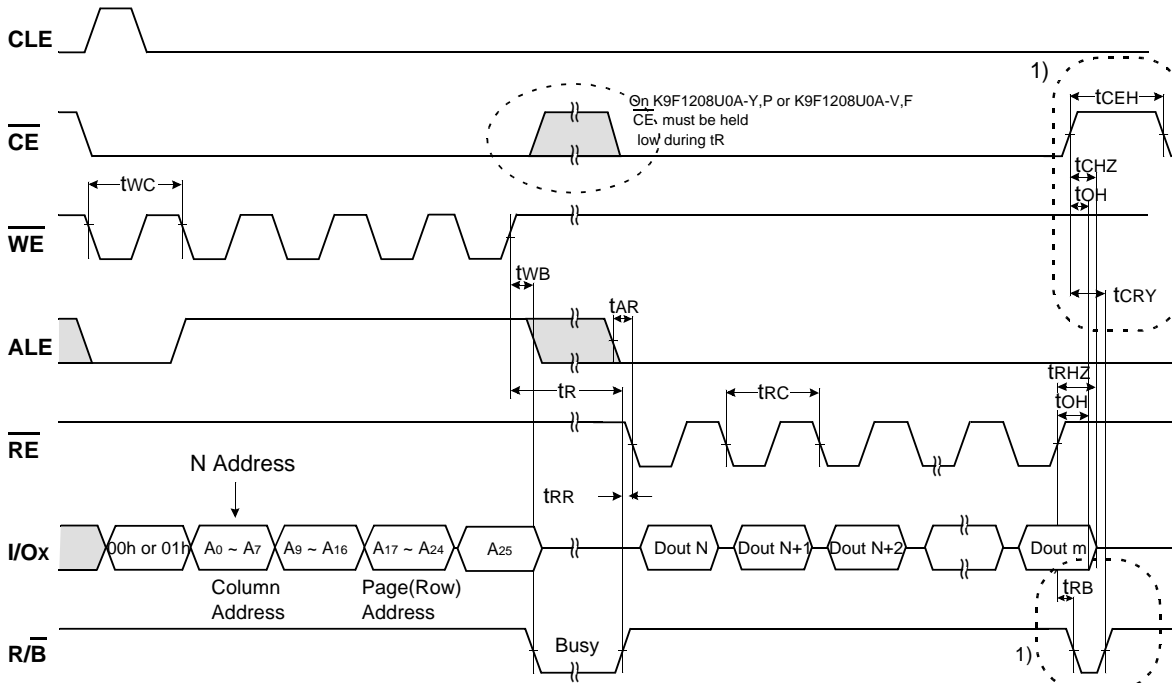 CLE
1)
tCEH
On K9F1208U0A-Y,P or K9F1208U0A-V,F
CE must be held
low during tR
CE
tCHZ
tOH
tWC
WE
tWB
tCRY
tAR
ALE
tRHZ
tR
tRC
tOH
RE
N Address
tRR
I/Ox
00h or 01h
A0 ~ A7
A9 ~ A16
A17 ~ A24
A25
Dout N
Dout N+1
Dout N+2
Dout m
Column
Address
Page(Row)
Address
tRB
R/B
Busy
1)